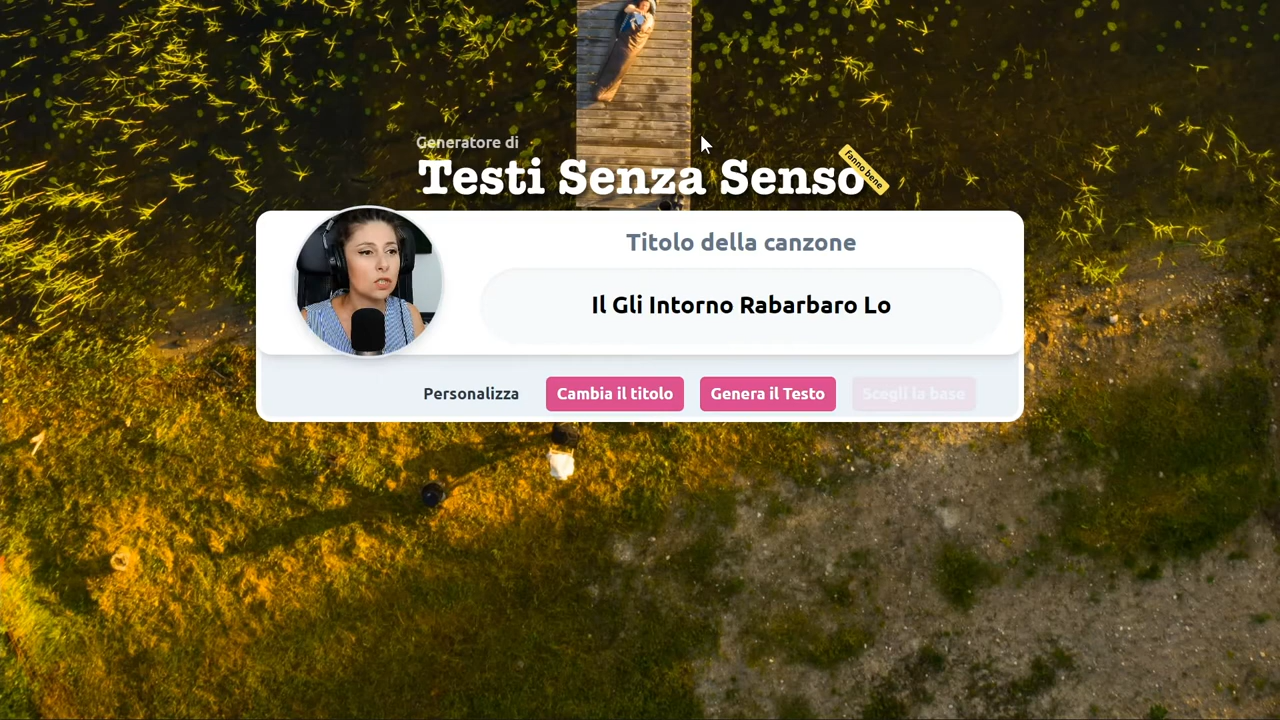 Generatore di
Testi Senza Senso
fanno bene
Titolo della canzone
Il Gli Intorno Rabarbaro Lo
Personalizza
Cambia il titolo
Genera il Testo
Scegli la base